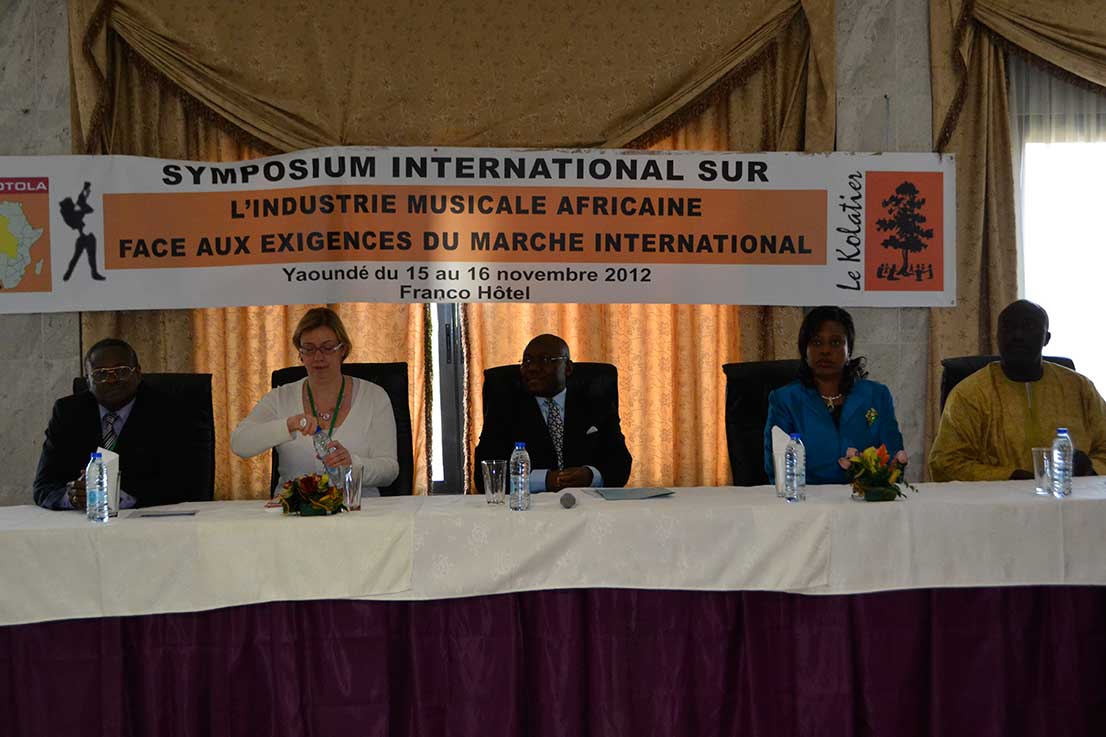 OTOLA
SYMPOSIUM INTERNATIONAL SUR
L'INDUSTRIE MUSICALE AFRICAINE
FACE AUX EXIGENCES DU MARCHE INTERNATIONAL
Yaoundé du 15 au 16 novembre 2012
Franco Hôtel
Le Kolatier